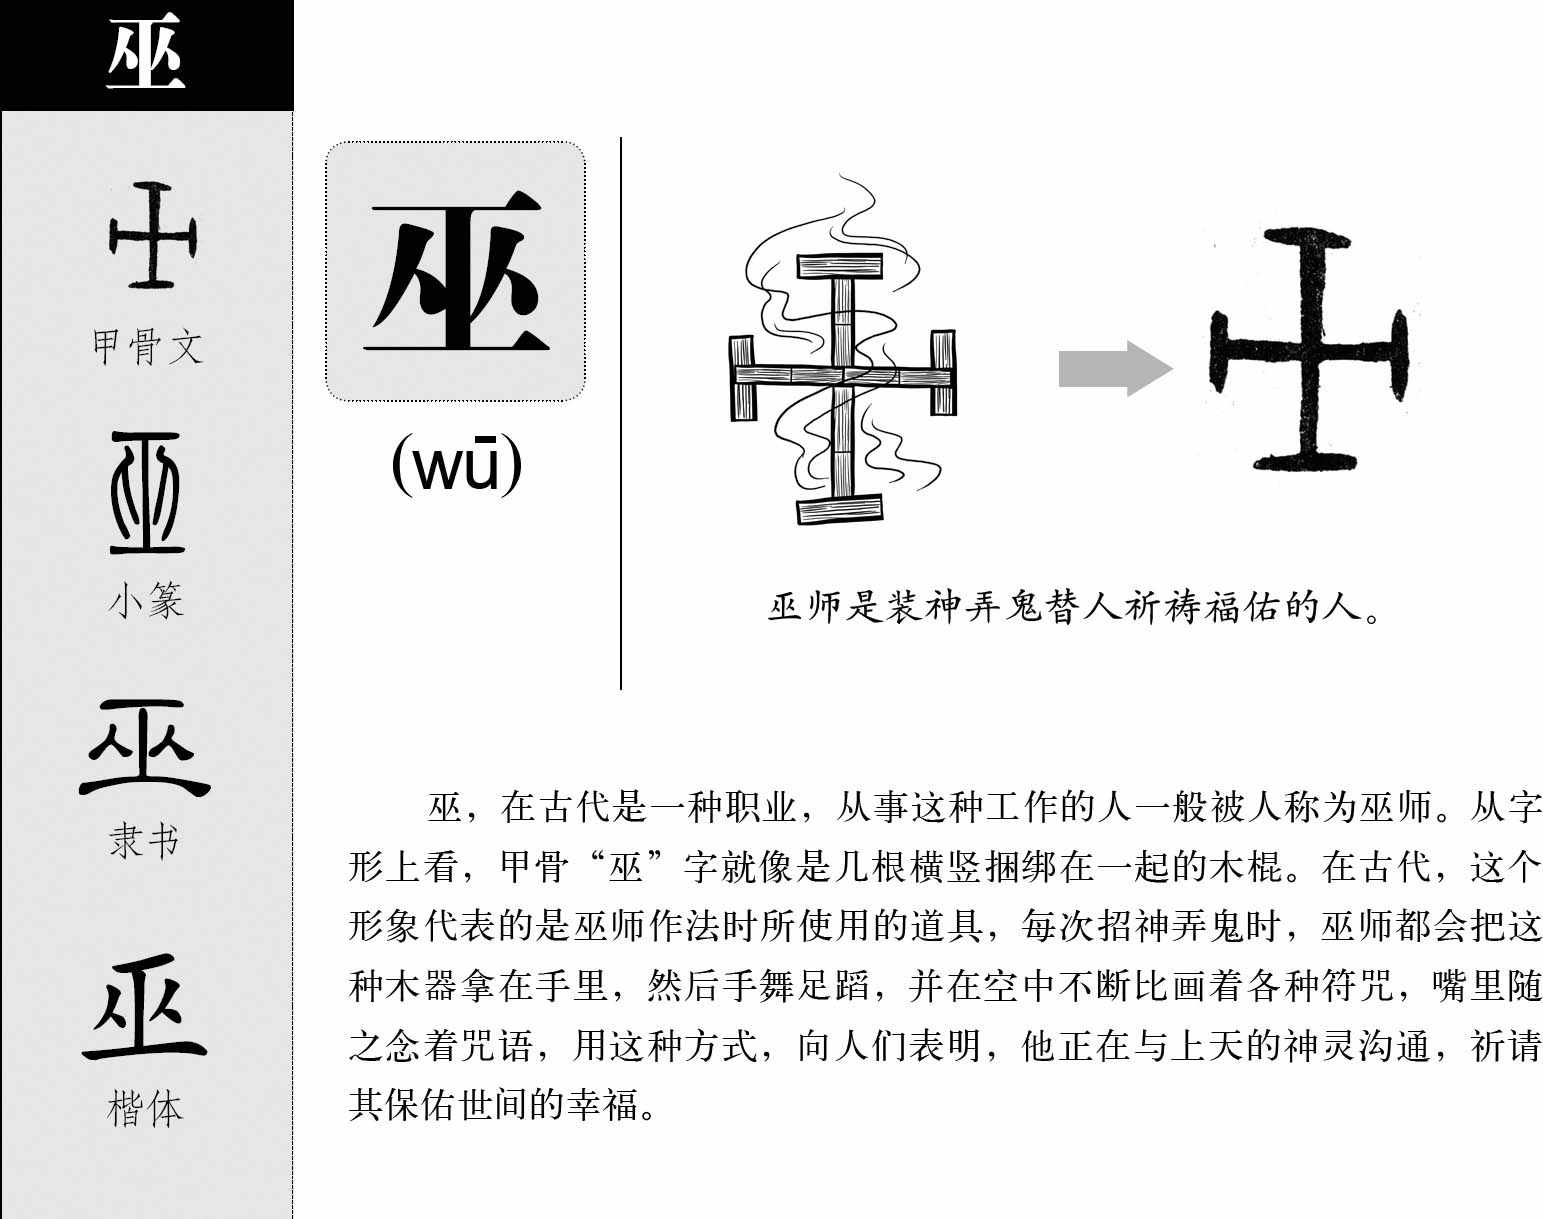 巫
甲骨文
小篆
隶书
楷体
巫
(wū)
巫师是装神弄鬼替人祈祷福佑的人。
巫，在古代是一种职业，从事这种工作的人一般被人称为巫师。从字
形上看，甲骨“巫”字就像是几根横竖捆绑在一起的木棍。在古代，这个
形象代表的是巫师作法时所使用的道具，每次招神弄鬼时，巫师都会把这
种木器拿在手里，然后手舞足蹈，并在空中不断比画着各种符咒，嘴里随
之念着咒语，用这种方式，向人们表明，他正在与上天的神灵沟通，祈请
其保佑世间的幸福。